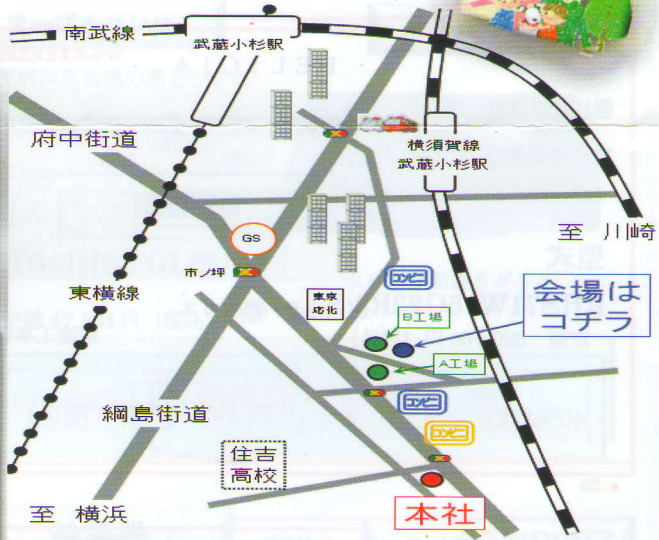 南武線
武蔵小杉駅
府中街道
横須賀線
武蔵小杉駅
至 川崎
GS
市ノ坪
東横線
東京
応化
コンビニ
B工場
会場は
コチラ
A工場
コンビニ
綱島街道
コンビニ
住吉
高校
本社
至 横浜